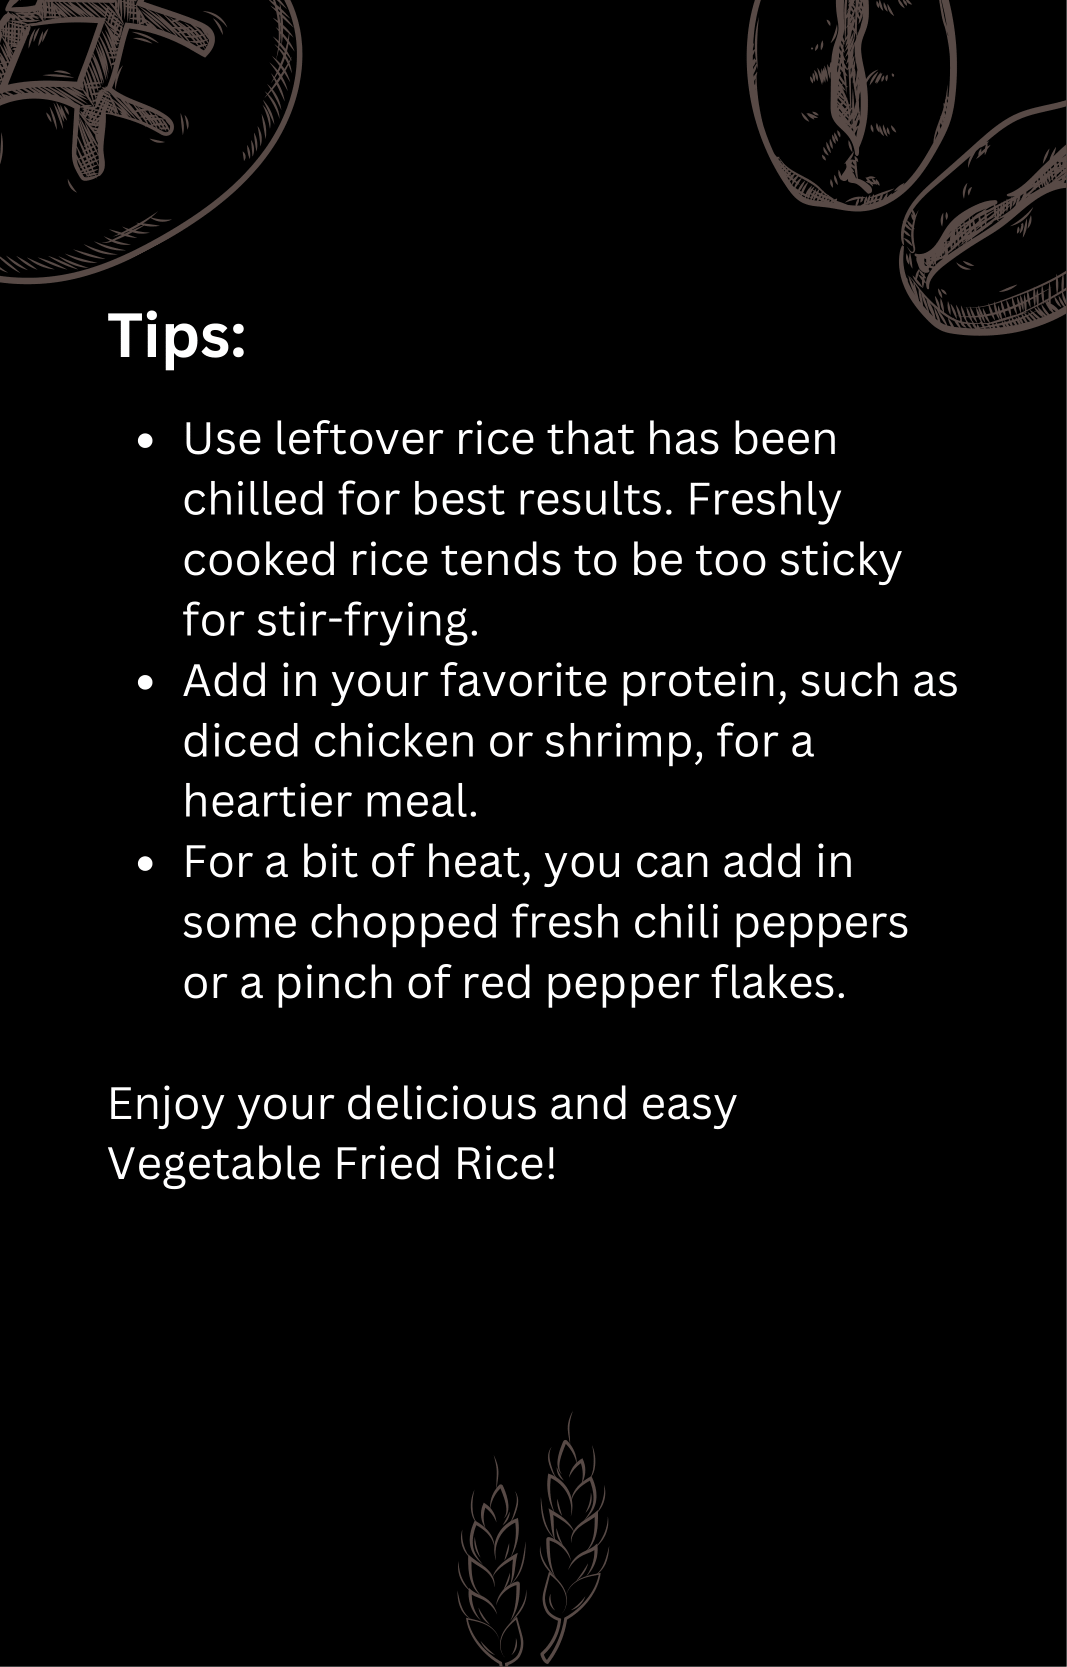 Tips:
• Use leftover rice that has been
chilled for best results. Freshly
cooked rice tends to be too sticky
for stir-frying.
• Add in your favorite protein, such as
diced chicken or shrimp, for a
heartier meal.
• For a bit of heat, you can add in
some chopped fresh chili peppers
or a pinch of red pepper flakes.
Enjoy your delicious and easy
Vegetable Fried Rice!